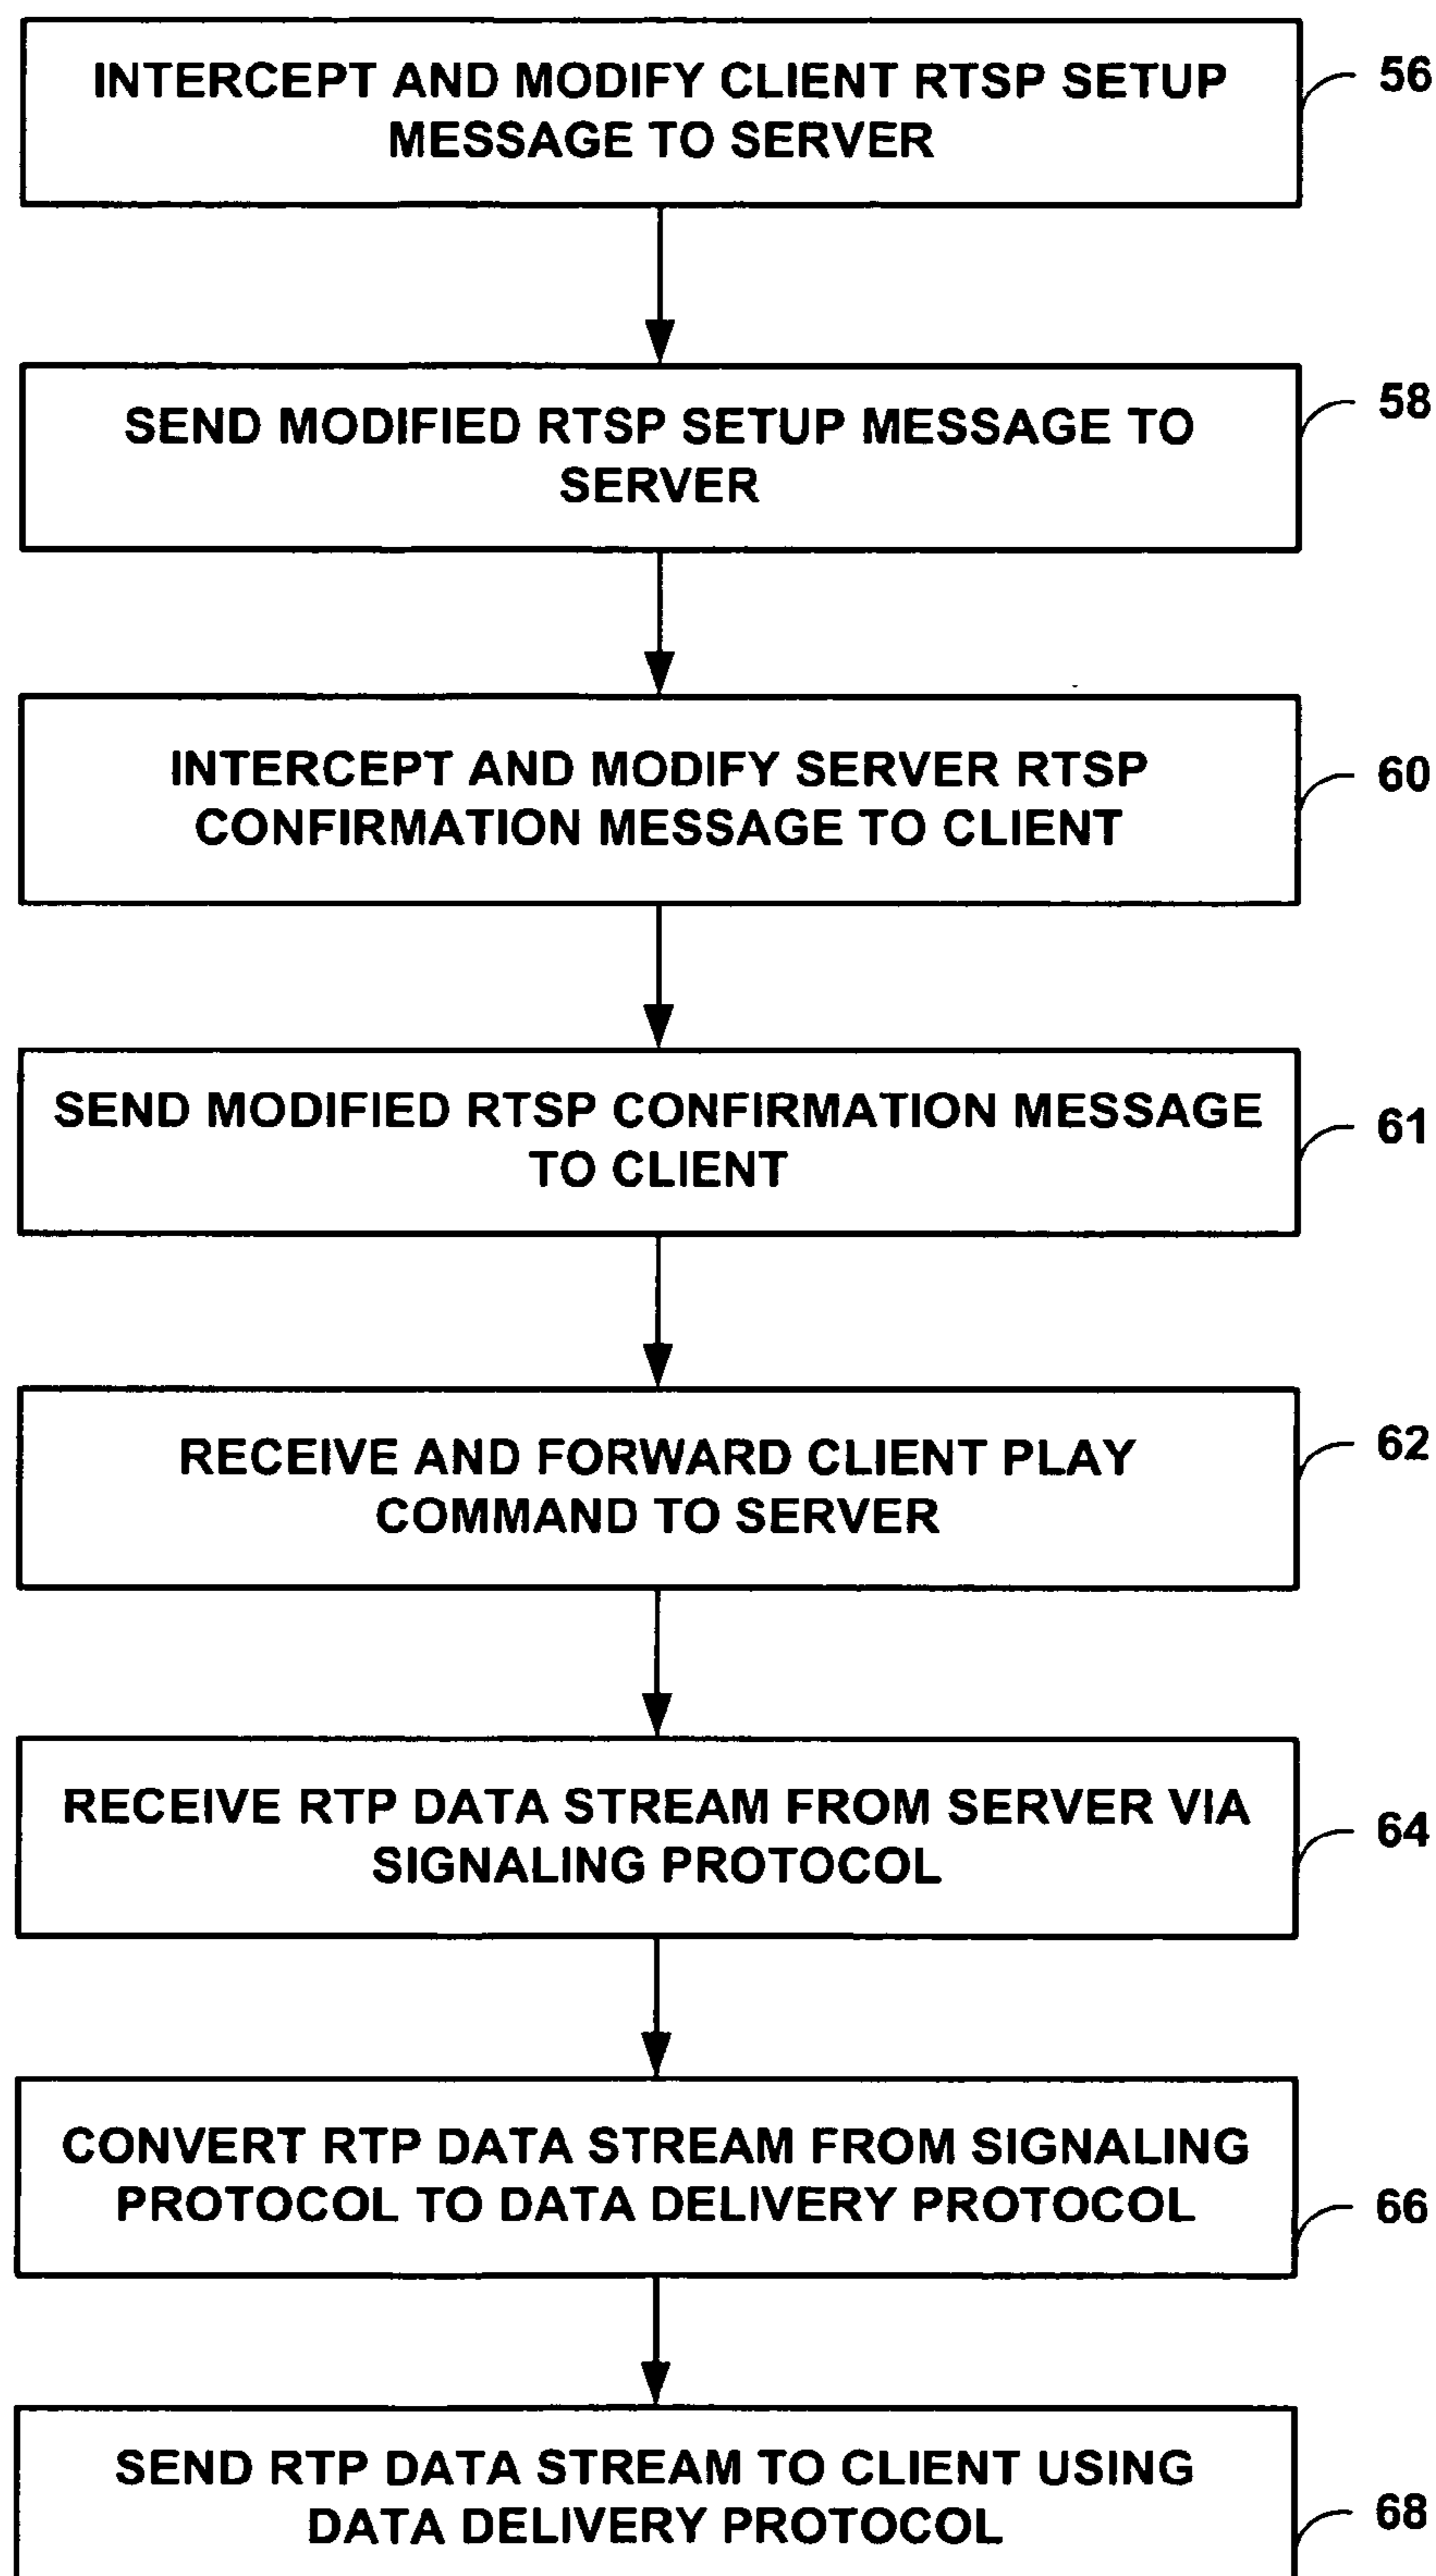 INTERCEPT AND MODIFY CLIENT RTSP SETUP
MESSAGE TO SERVER
56
SEND MODIFIED RTSP SETUP MESSAGE TO
SERVER
58
INTERCEPT AND MODIFY SERVER RTSP
CONFIRMATION MESSAGE TO CLIENT
60
SEND MODIFIED RTSP CONFIRMATION MESSAGE
TO CLIENT
61
RECEIVE AND FORWARD CLIENT PLAY
COMMAND TO SERVER
62
RECEIVE RTP DATA STREAM FROM SERVER VIA
SIGNALING PROTOCOL
64
CONVERT RTP DATA STREAM FROM SIGNALING
PROTOCOL TO DATA DELIVERY PROTOCOL
66
SEND RTP DATA STREAM TO CLIENT USING
DATA DELIVERY PROTOCOL
68